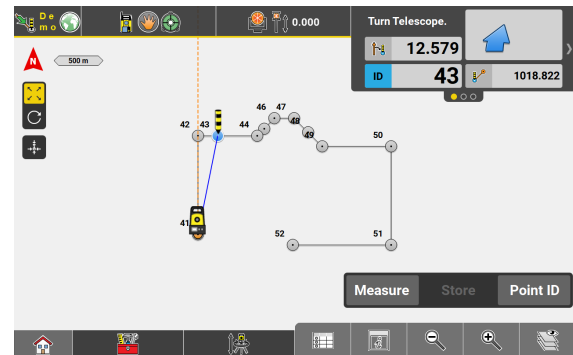 De
mo
0.000
Turn Telescope.
12.579
ID
43
1018.822
N
500 m
46
47
42
43
44
48
49
50
41
52
51
Measure
Store
Point ID